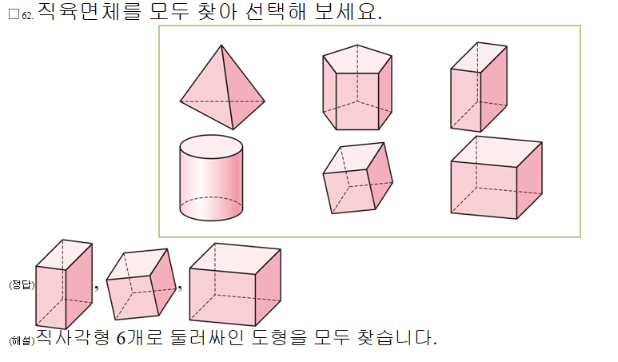 □62. 직육면체를 모두 찾아 선택해 보세요.
(정답) , ,
(해설)직사각형 6개로 둘러싸인 도형을 모두 찾습니다.